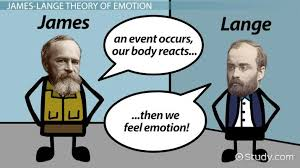 JAMES-LANGE THEORY OF EMOTION
James
Lange
an event occurs,
our body reacts...
...then we
feel emotion!
Study.com